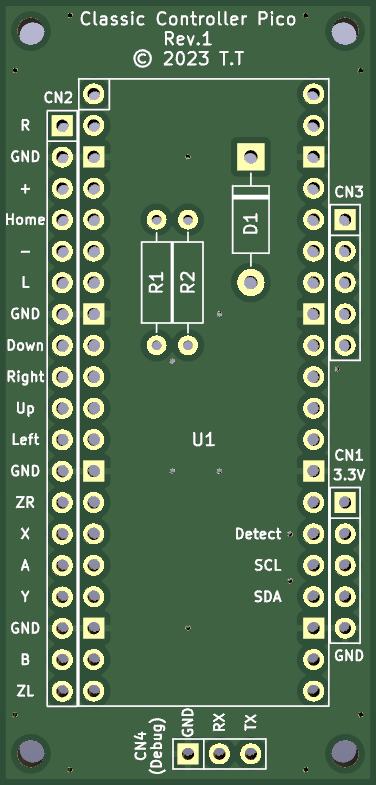 Classic Controller Pico
Rev.1
© 2023 T.T
CN2
R
GND
+
Home
-
L
GND
Down
Right
Up
Left
GND
ZR
X
A
Y
GND
B
ZL
D1
R1
R2
U1
CN3
CN1
3.3V
Detect
SCL
SDA
GND
CN4
(Debug)
GND
RX
TX